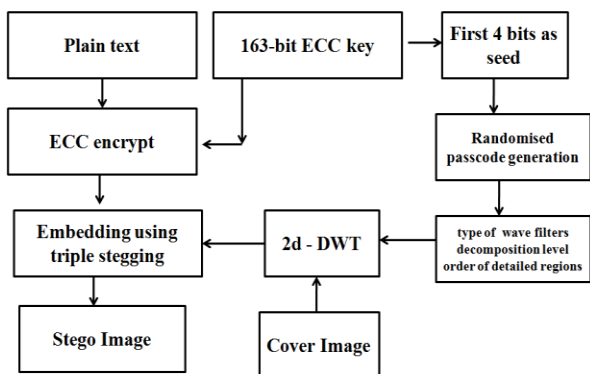 Plain text
163-bit ECC key
First 4 bits as
seed
ECC encrypt
Randomised
passcode generation
Embedding using
triple stegging
2d - DWT
type of wave filters
decomposition level
order of detailed regions
Stego Image
Cover Image